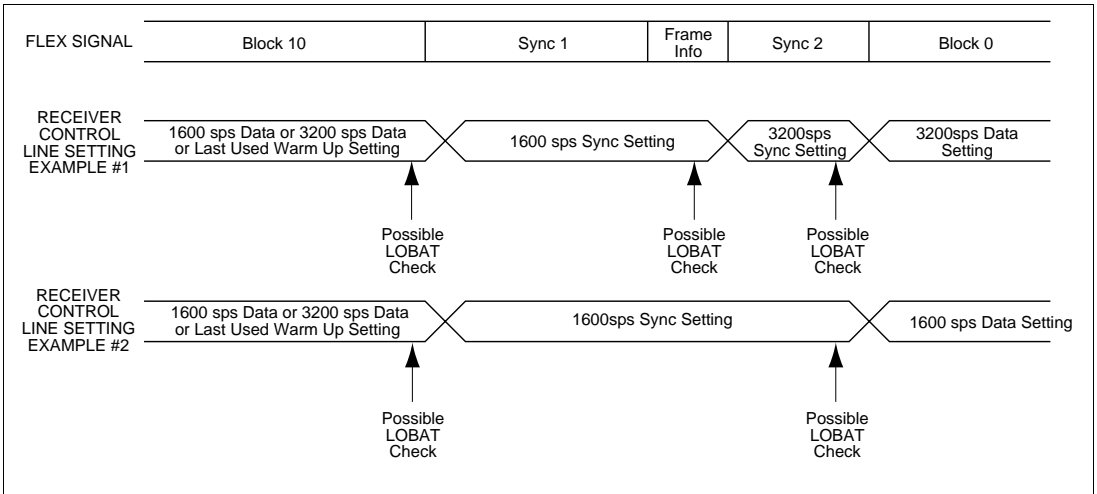 FLEX SIGNAL
Block 10
Sync 1
Frame
Info
Sync 2
Block 0
RECEIVER
CONTROL
LINE SETTING
EXAMPLE #1
1600 sps Data or 3200 sps Data
or Last Used Warm Up Setting
1600 sps Sync Setting
3200sps
Sync Setting
3200sps Data
Setting
Possible
LOBAT
Check
Possible
LOBAT
Check
Possible
LOBAT
Check
RECEIVER
CONTROL
LINE SETTING
EXAMPLE #2
1600 sps Data or 3200 sps Data
or Last Used Warm Up Setting
1600sps Sync Setting
1600 sps Data Setting
Possible
LOBAT
Check
Possible
LOBAT
Check